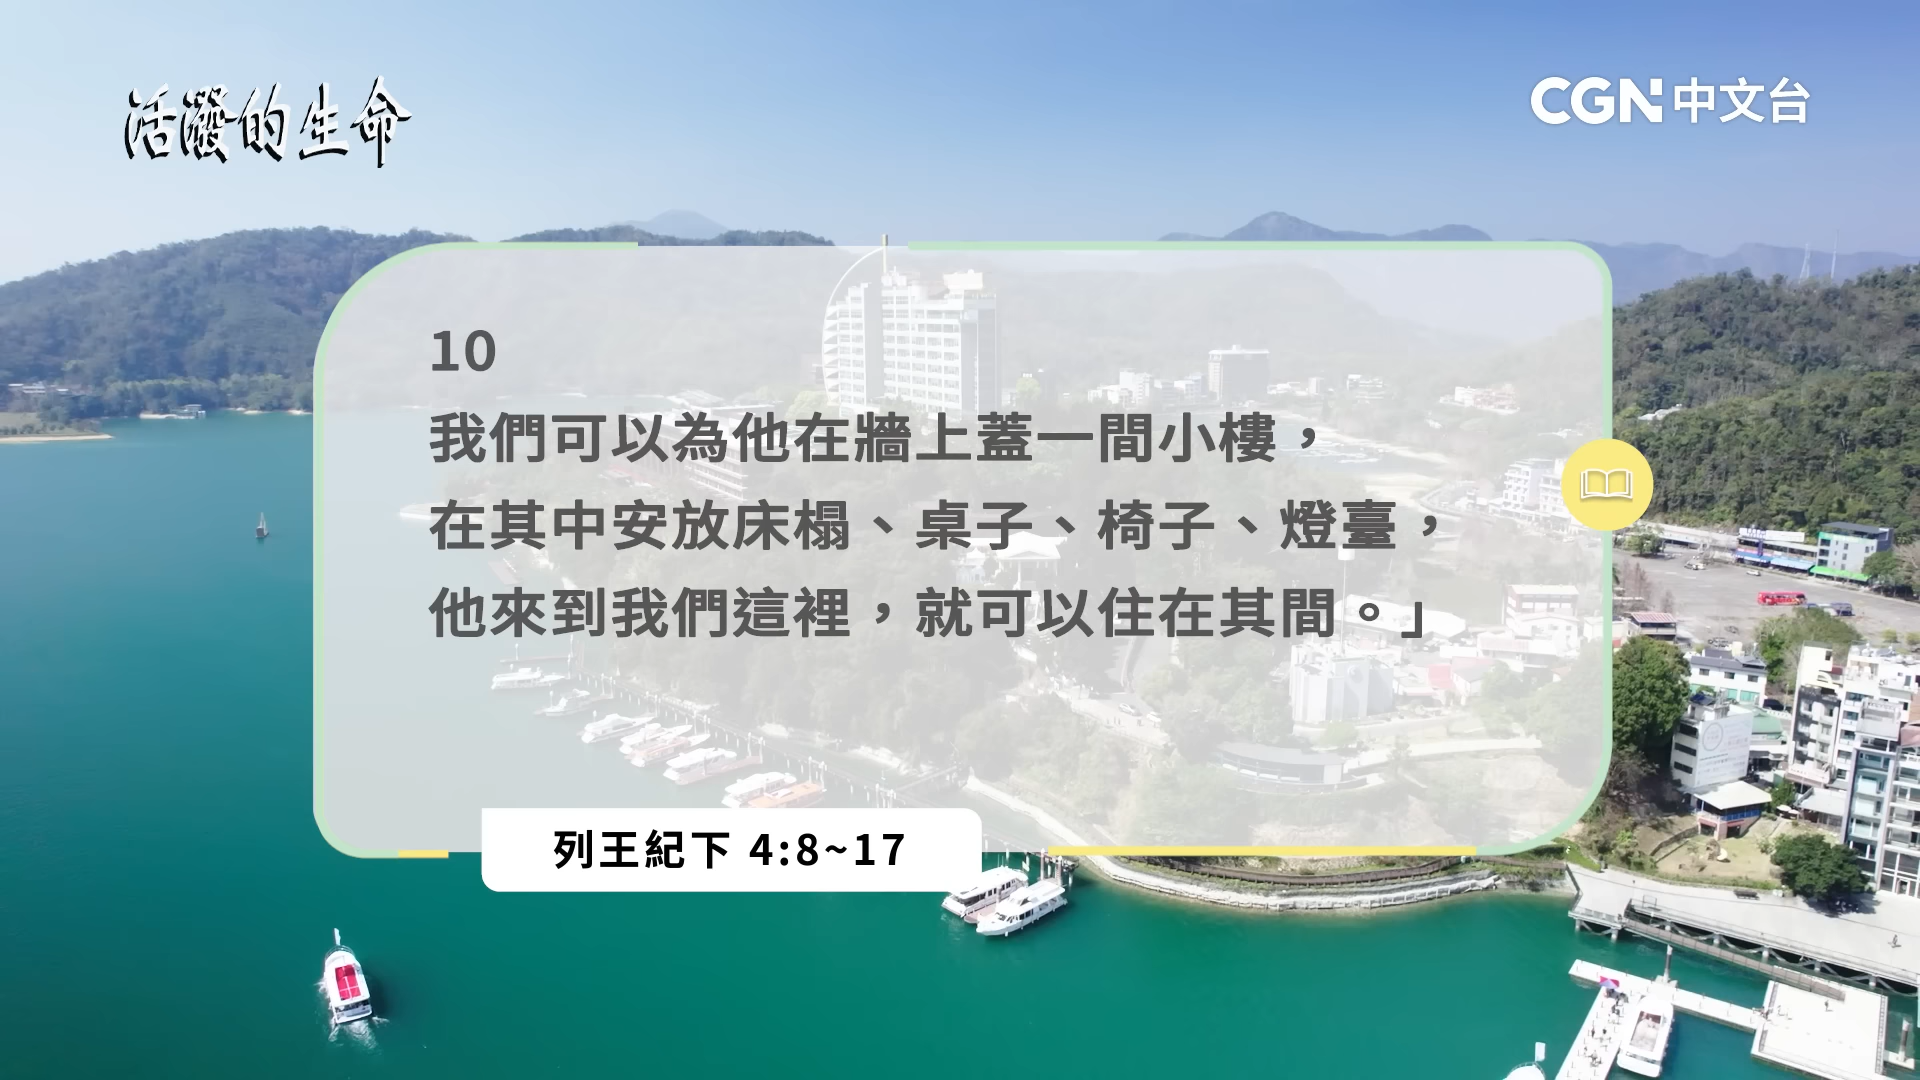 活潑的生命
CGN中文台
10
我們可以為他在牆上蓋一間小樓，
在其中安放床榻、桌子、椅子、燈臺，
他來到我們這裡，就可以住在其間。」
列王紀下 4:8~17